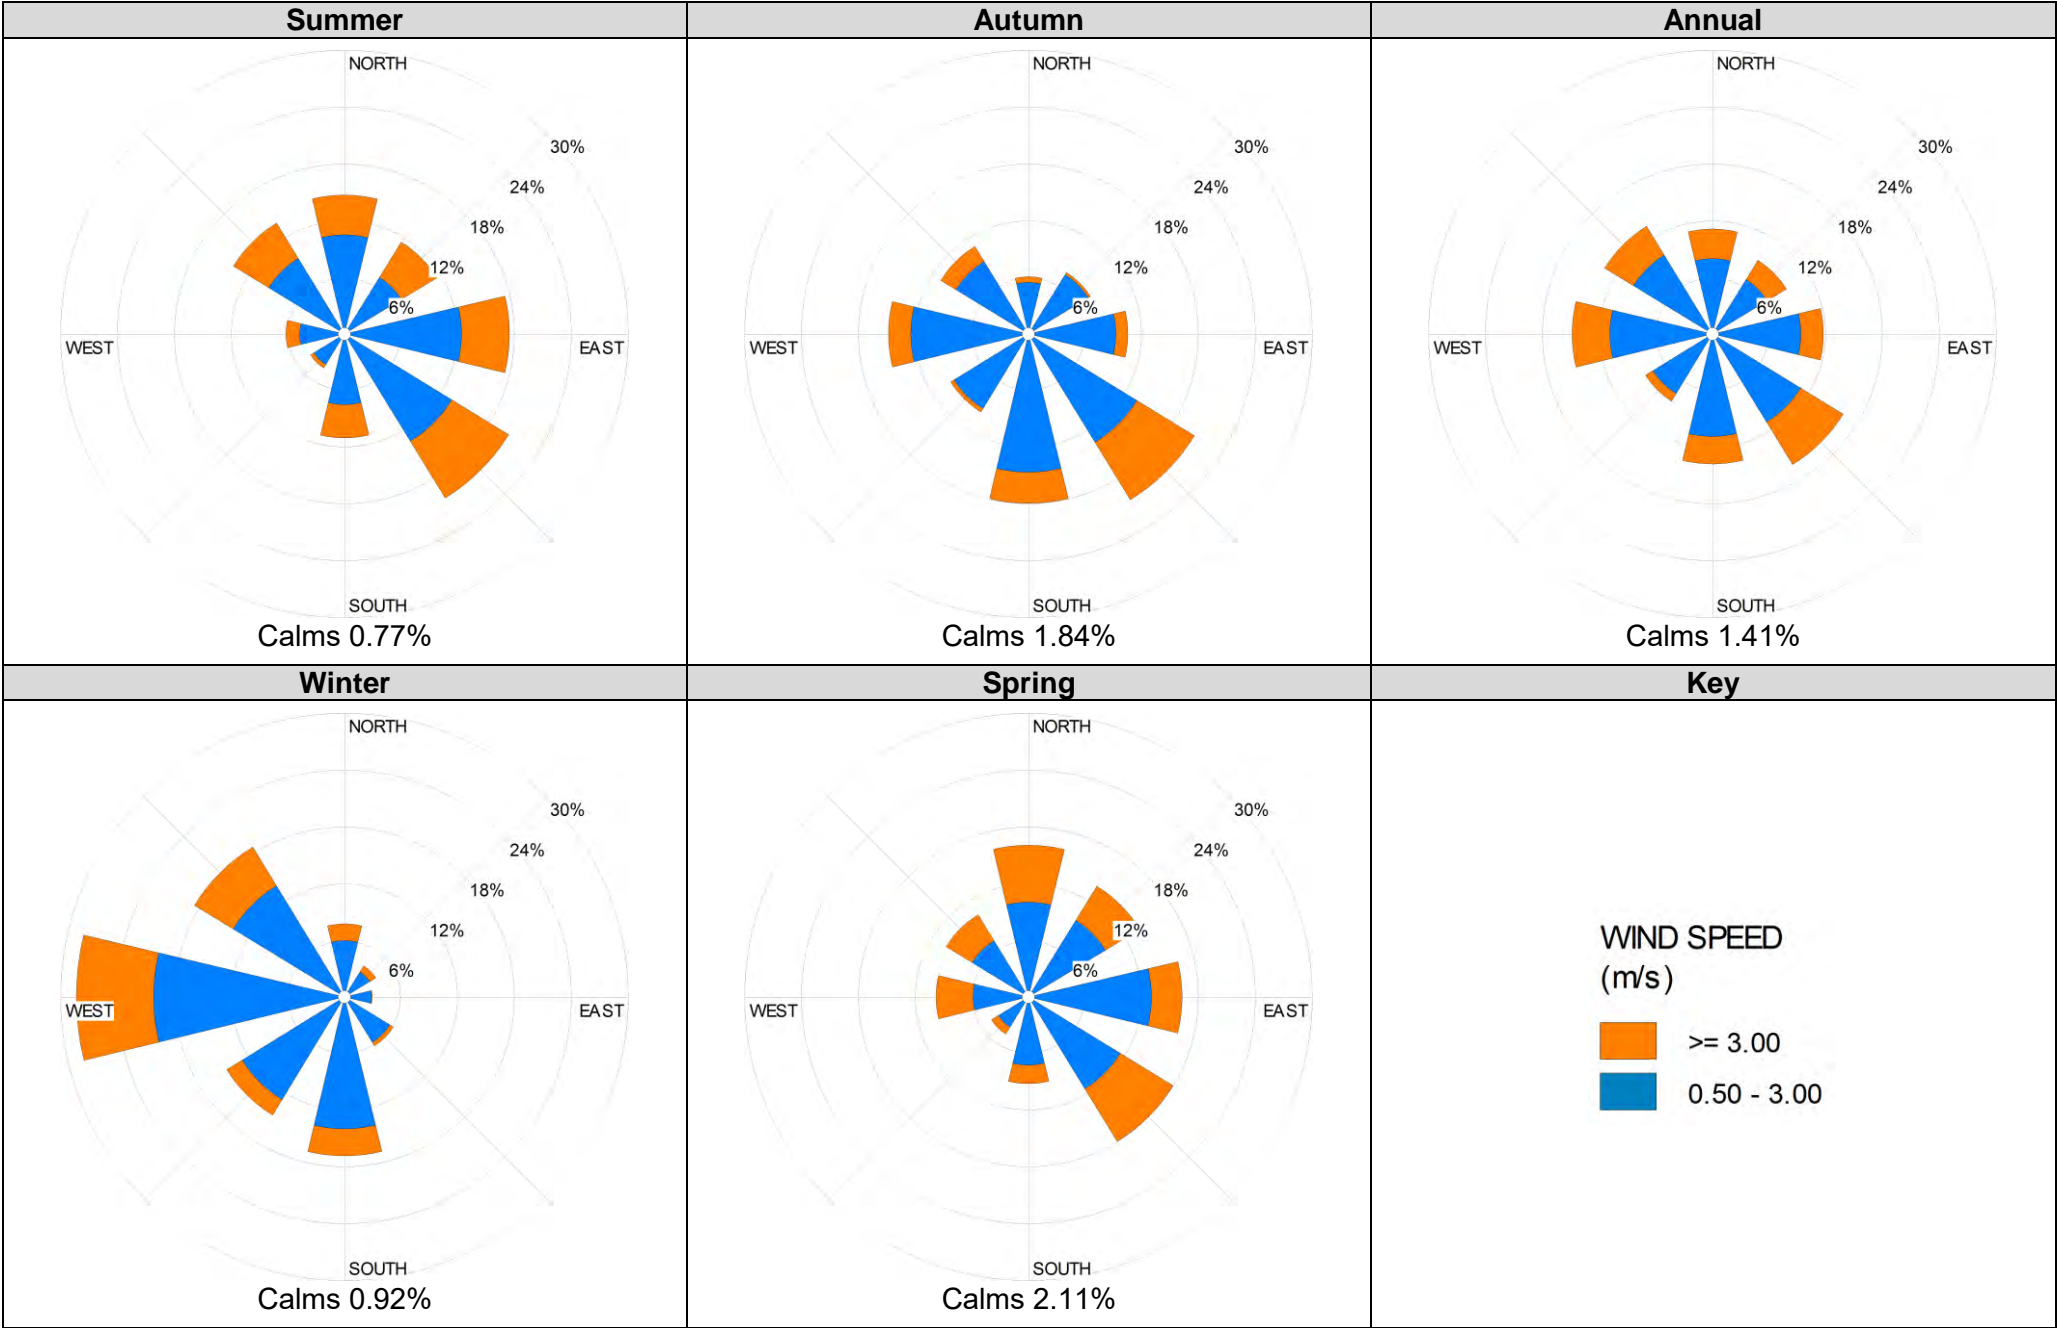 Summer
Autumn
Annual
NORTH
30%
24%
18%
12%
6%
WEST
EAST
SOUTH
Calms 0.77%
NORTH
30%
24%
18%
12%
6%
WEST
EAST
SOUTH
Calms 1.84%
NORTH
30%
24%
18%
12%
6%
WEST
EAST
SOUTH
Calms 1.41%
Winter
Spring
Key
NORTH
30%
24%
18%
12%
6%
WEST
EAST
SOUTH
Calms 0.92%
NORTH
30%
24%
18%
12%
6%
WEST
EAST
SOUTH
Calms 2.11%
WIND SPEED
(m/s)
>= 3.00
0.50 - 3.00